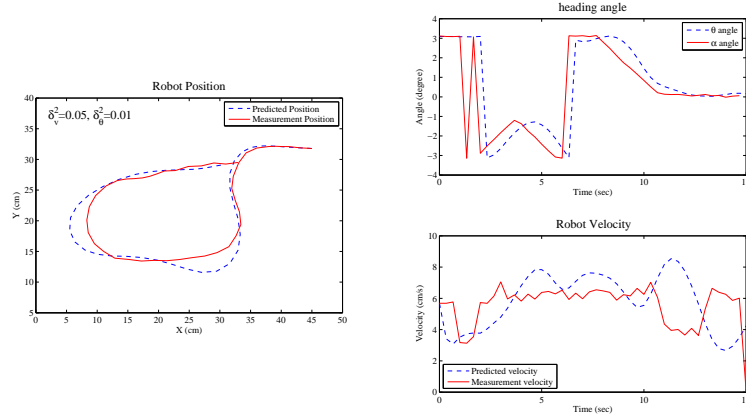 Robot Position
δ²ᵥ=0.05, δ²_θ=0.01
Predicted Position
Measurement Position
40
35
30
25
20
15
10
5
0
5
10
15
20
25
30
35
40
45
50
Y (cm)
X (cm)
heading angle
θ angle
α angle
4
3
2
1
0
−1
−2
−3
−4
0
5
10
1
Angle (degree)
Time (sec)
Robot Velocity
10
8
6
4
2
0
0
5
10
1
Velocity (cm/s)
Predicted velocity
Measurement velocity
Time (sec)